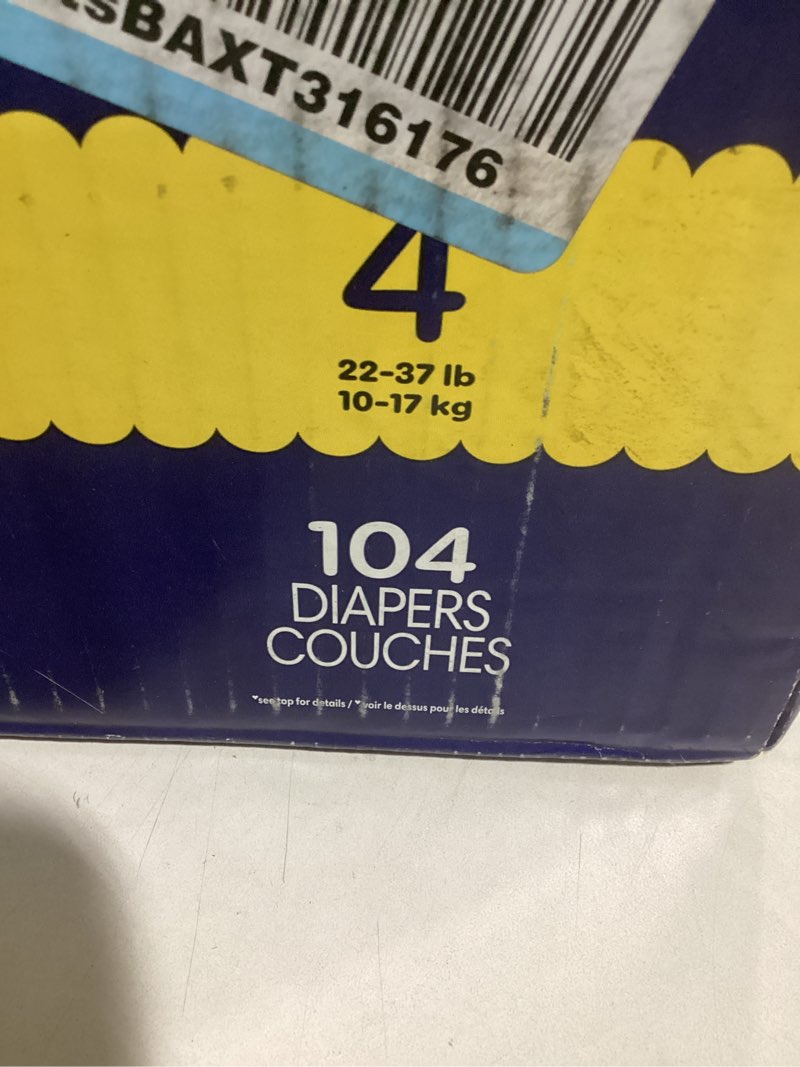 tsBAXT316176
4
22-37 lb
10-17 kg
104
DIAPERS
COUCHES
♥see top for details / ♥voir le dessus pour les détails